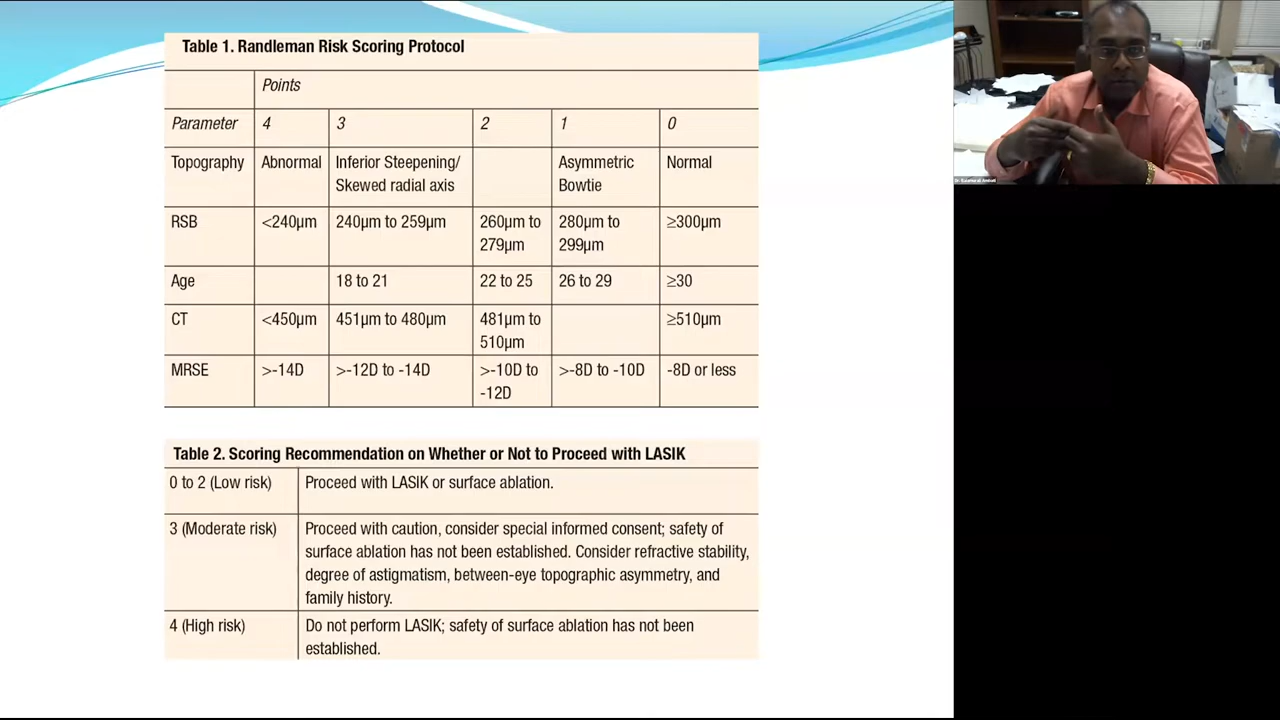 Table 1. Randleman Risk Scoring Protocol
Points
Parameter 4 3 2 1 0
Topography Abnormal Inferior Steepening/ Asymmetric Normal
Skewed radial axis Bowtie
RSB <240µm 240µm to 259µm 260µm to 280µm to ≥300µm
279µm 299µm
Age 18 to 21 22 to 25 26 to 29 ≥30
CT <450µm 451µm to 480µm 481µm to ≥510µm
510µm
MRSE >-14D >-12D to -14D >-10D to >-8D to -10D -8D or less
-12D
Table 2. Scoring Recommendation on Whether or Not to Proceed with LASIK
0 to 2 (Low risk) Proceed with LASIK or surface ablation.
3 (Moderate risk) Proceed with caution, consider special informed consent; safety of
surface ablation has not been established. Consider refractive stability,
degree of astigmatism, between-eye topographic asymmetry, and
family history.
4 (High risk) Do not perform LASIK; safety of surface ablation has not been
established.